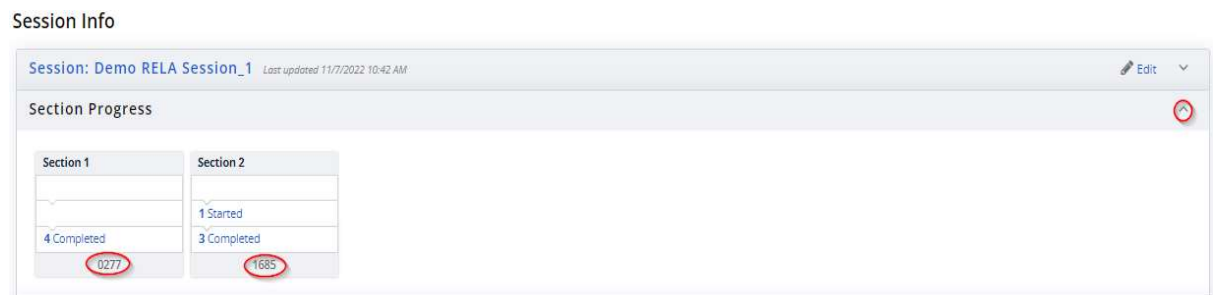 Session Info
Session: Demo RELA Session_1 Last updated 11/7/2022 10:42 AM Edit
Section Progress
Section 1 Section 2
1 Started
4 Completed 3 Completed
0277 1685